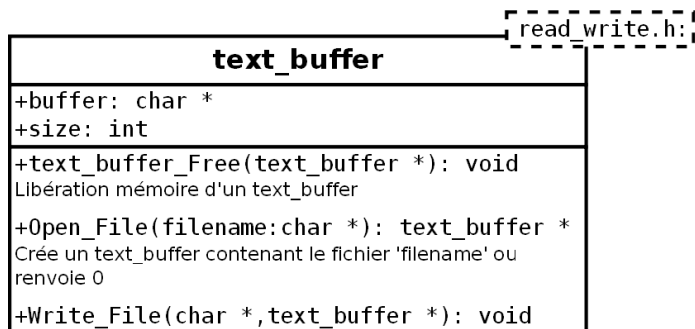 read_write.h:
text_buffer
+buffer: char *
+size: int
+text_buffer_Free(text_buffer *): void
Libération mémoire d'un text_buffer
+Open_File(filename:char *): text_buffer *
Crée un text_buffer contenant le fichier 'filename' ou
renvoie 0
+Write_File(char *,text_buffer *): void